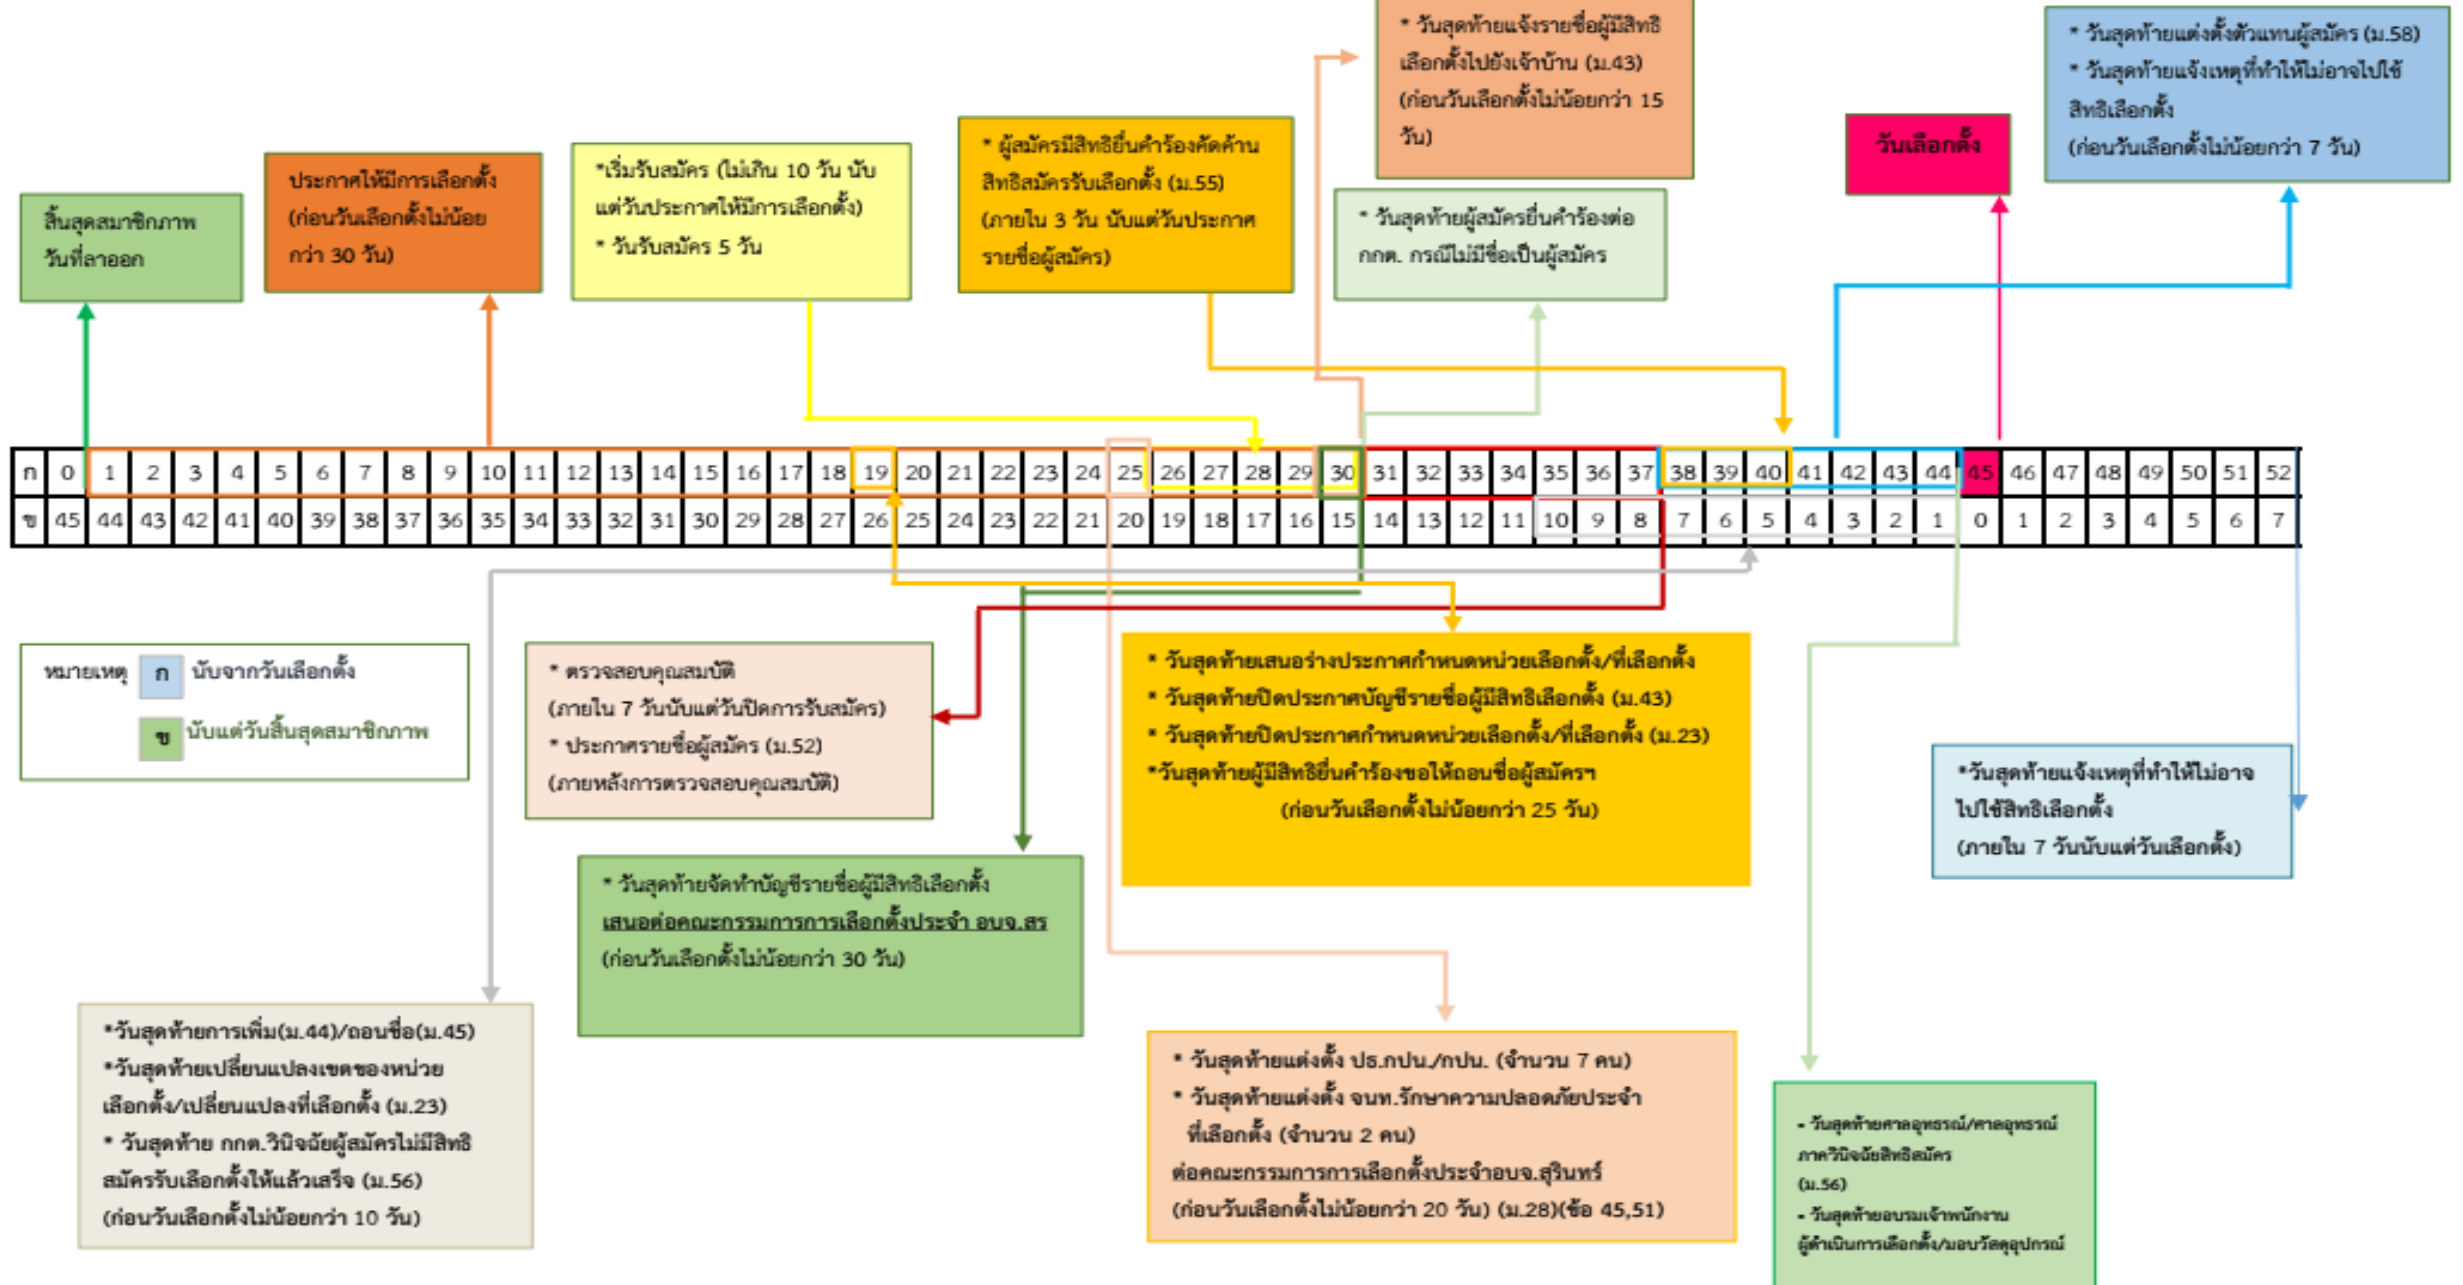 * วันสุดท้ายแจ้งรายชื่อผู้มีสิทธิ
เลือกตั้งไปยังเจ้าบ้าน (ม.43)
(ก่อนวันเลือกตั้งไม่น้อยกว่า 15
วัน)
* วันสุดท้ายแต่งตั้งตัวแทนผู้สมัคร (ม.58)
* วันสุดท้ายแจ้งเหตุที่ทำให้ไม่อาจไปใช้
สิทธิเลือกตั้ง
(ก่อนวันเลือกตั้งไม่น้อยกว่า 7 วัน)
วันเลือกตั้ง
* ผู้สมัครมีสิทธิยื่นคำร้องคัดค้าน
สิทธิสมัครรับเลือกตั้ง (ม.55)
(ภายใน 3 วัน นับแต่วันประกาศ
รายชื่อผู้สมัคร)
*เริ่มรับสมัคร (ไม่เกิน 10 วัน นับ
แต่วันประกาศให้มีการเลือกตั้ง)
* วันรับสมัคร 5 วัน
ประกาศให้มีการเลือกตั้ง
(ก่อนวันเลือกตั้งไม่น้อย
กว่า 30 วัน)
สิ้นสุดสมาชิกภาพ
วันที่ลาออก
* วันสุดท้ายผู้สมัครยื่นคำร้องต่อ
กกต. กรณีไม่มีชื่อเป็นผู้สมัคร
ก 0 1 2 3 4 5 6 7 8 9 10 11 12 13 14 15 16 17 18 19 20 21 22 23 24 25 26 27 28 29 30 31 32 33 34 35 36 37 38 39 40 41 42 43 44 45 46 47 48 49 50 51 52
ข 45 44 43 42 41 40 39 38 37 36 35 34 33 32 31 30 29 28 27 26 25 24 23 22 21 20 19 18 17 16 15 14 13 12 11 10 9 8 7 6 5 4 3 2 1 0 1 2 3 4 5 6 7
หมายเหตุ ก นับจากวันเลือกตั้ง
ข นับแต่วันสิ้นสุดสมาชิกภาพ
* ตรวจสอบคุณสมบัติ
(ภายใน 7 วันนับแต่วันปิดการรับสมัคร)
* ประกาศรายชื่อผู้สมัคร (ม.52)
(ภายหลังการตรวจสอบคุณสมบัติ)
* วันสุดท้ายเสนอร่างประกาศกำหนดหน่วยเลือกตั้ง/ที่เลือกตั้ง
* วันสุดท้ายปิดประกาศบัญชีรายชื่อผู้มีสิทธิเลือกตั้ง (ม.43)
* วันสุดท้ายปิดประกาศกำหนดหน่วยเลือกตั้ง/ที่เลือกตั้ง (ม.23)
*วันสุดท้ายผู้มีสิทธิยื่นคำร้องขอให้ถอนชื่อผู้สมัครฯ
(ก่อนวันเลือกตั้งไม่น้อยกว่า 25 วัน)
*วันสุดท้ายแจ้งเหตุที่ทำให้ไม่อาจ
ไปใช้สิทธิเลือกตั้ง
(ภายใน 7 วันนับแต่วันเลือกตั้ง)
* วันสุดท้ายจัดทำบัญชีรายชื่อผู้มีสิทธิเลือกตั้ง
เสนอต่อคณะกรรมการการเลือกตั้งประจำ อบจ.สร
(ก่อนวันเลือกตั้งไม่น้อยกว่า 30 วัน)
*วันสุดท้ายการเพิ่ม(ม.44)/ถอนชื่อ(ม.45)
*วันสุดท้ายเปลี่ยนแปลงเขตของหน่วย
เลือกตั้ง/เปลี่ยนแปลงที่เลือกตั้ง (ม.23)
* วันสุดท้าย กกต.วินิจฉัยผู้สมัครไม่มีสิทธิ
สมัครรับเลือกตั้งให้แล้วเสร็จ (ม.56)
(ก่อนวันเลือกตั้งไม่น้อยกว่า 10 วัน)
* วันสุดท้ายแต่งตั้ง ปธ.กปน./กปน. (จำนวน 7 คน)
* วันสุดท้ายแต่งตั้ง จนท.รักษาความปลอดภัยประจำ
ที่เลือกตั้ง (จำนวน 2 คน)
ต่อคณะกรรมการการเลือกตั้งประจำอบจ.สุรินทร์
(ก่อนวันเลือกตั้งไม่น้อยกว่า 20 วัน) (ม.28)(ข้อ 45,51)
- วันสุดท้ายศาลอุทธรณ์/ศาลอุทธรณ์
ภาควินิจฉัยสิทธิสมัคร
(ม.56)
- วันสุดท้ายอบรมเจ้าพนักงาน
ผู้ดำเนินการเลือกตั้ง/มอบวัสดุอุปกรณ์